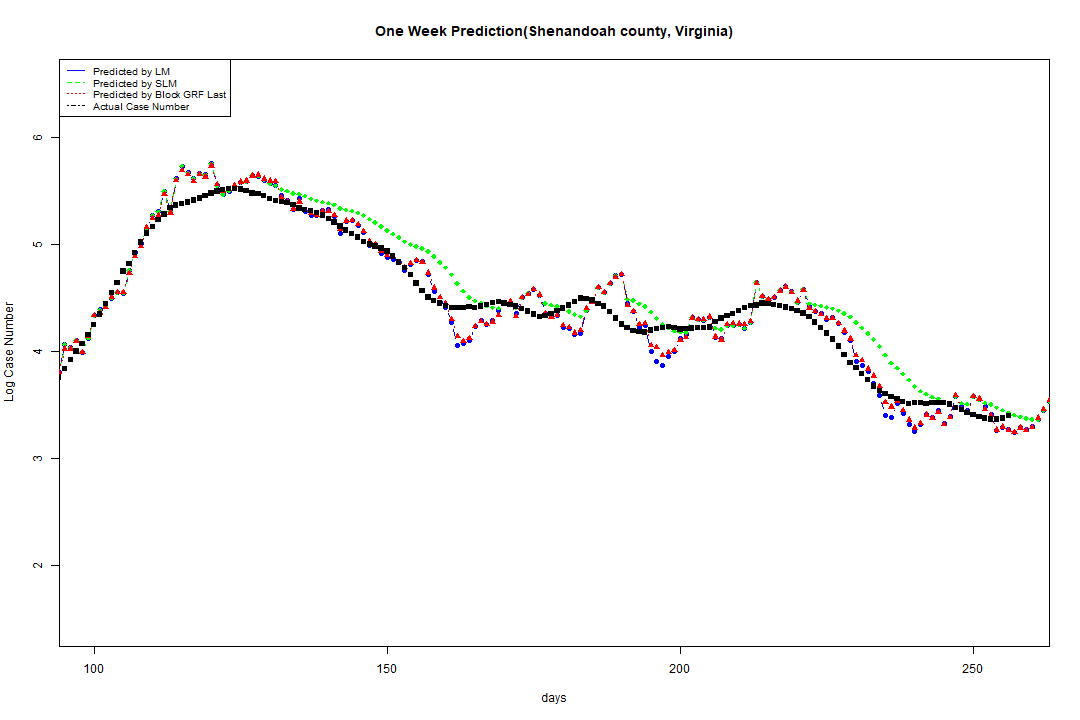 One Week Prediction(Shenandoah county, Virginia)
Predicted by LM
Predicted by SLM
Predicted by Block GRF Last
Actual Case Number
6
5
4
3
2
Log Case Number
100 150 200 250
days